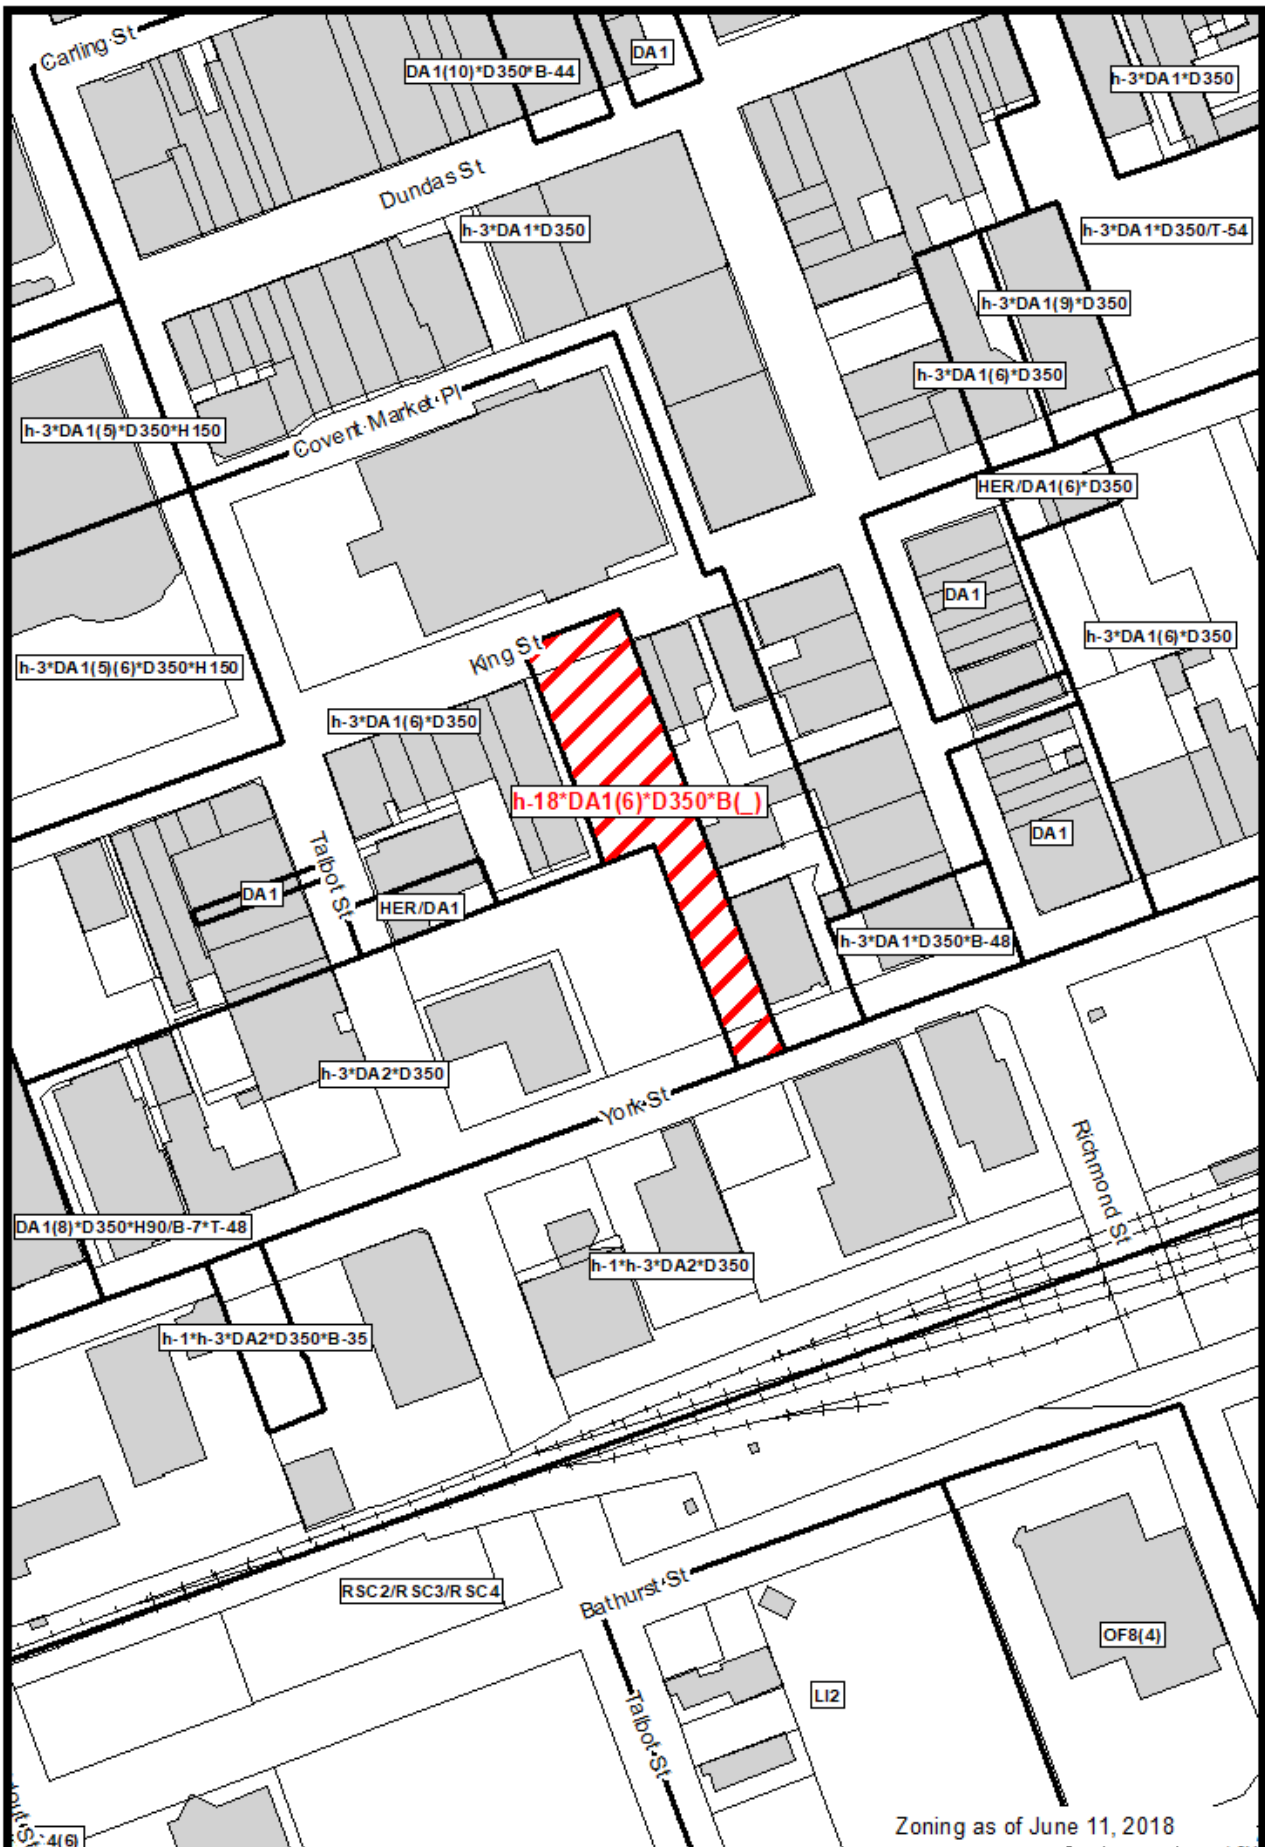 Carling St
DA1
DA1(10)*D350*B-44
h-3*DA1*D350
Dundas St
h-3*DA1*D350
h-3*DA1*D350/T-54
h-3*DA1(9)*D350
h-3*DA1(6)*D350
Covent Market Pl
h-3*DA1(5)*D350*H150
HER/DA1(6)*D350
DA1
h-3*DA1(6)*D350
King St
h-3*DA1(5)(6)*D350*H150
h-3*DA1(6)*D350
h-18*DA1(6)*D350*B(_)
DA1
Talbot St
DA1
HER/DA1
h-3*DA1*D350*B-48
h-3*DA2*D350
York St
Richmond St
DA1(8)*D350*H90/B-7*T-48
h-1*h-3*DA2*D350
h-1*h-3*DA2*D350*B-35
RSC2/RSC3/RSC4
Bathurst St
OF8(4)
LI2
Talbot St
Zoning as of June 11, 2018
4(6)